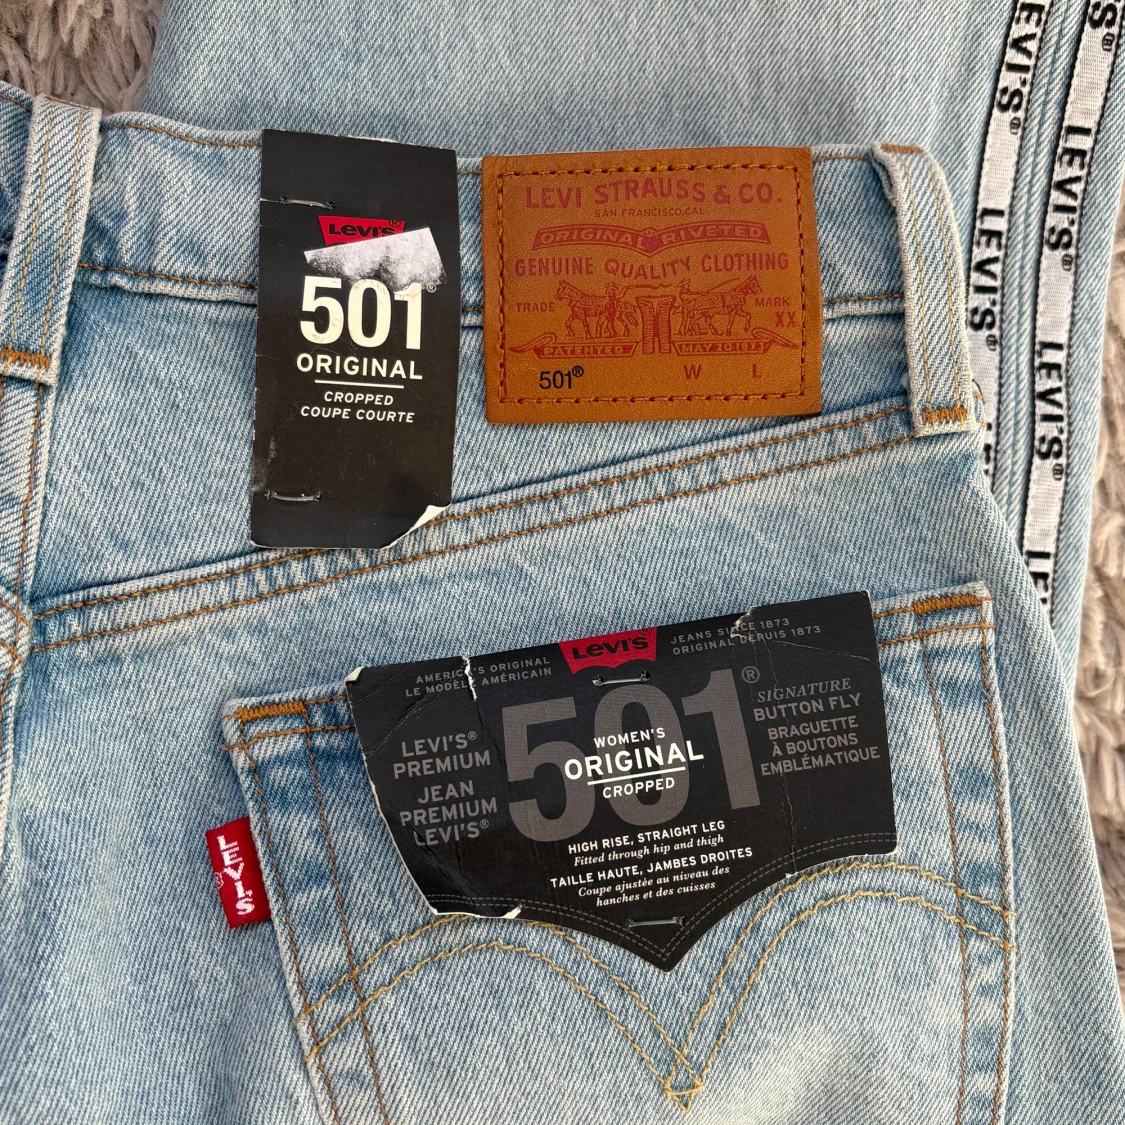 LEVI'S®
LEVI'S®
LEVI'S®
LEVI'S®
LEVI'S®
Levi's®
501®
ORIGINAL
CROPPED
COUPE COURTE
LEVI STRAUSS & CO.
SAN FRANCISCO, CAL.
ORIGINAL RIVETED
GENUINE QUALITY CLOTHING
TRADE MARK
XX
PATENTED MAY 20 1873
501® W L
AMERICA'S ORIGINAL
LE MODÈLE AMÉRICAIN
Levi's®
JEANS SINCE 1873
ORIGINAL DEPUIS 1873
LEVI'S®
PREMIUM
JEAN
PREMIUM
LEVI'S®
501®
WOMEN'S
ORIGINAL
CROPPED
SIGNATURE
BUTTON FLY
BRAGUETTE
À BOUTONS
EMBLÉMATIQUE
HIGH RISE, STRAIGHT LEG
Fitted through hip and thigh
TAILLE HAUTE, JAMBES DROITES
Coupe ajustée au niveau des
hanches et des cuisses
LEVI'S®